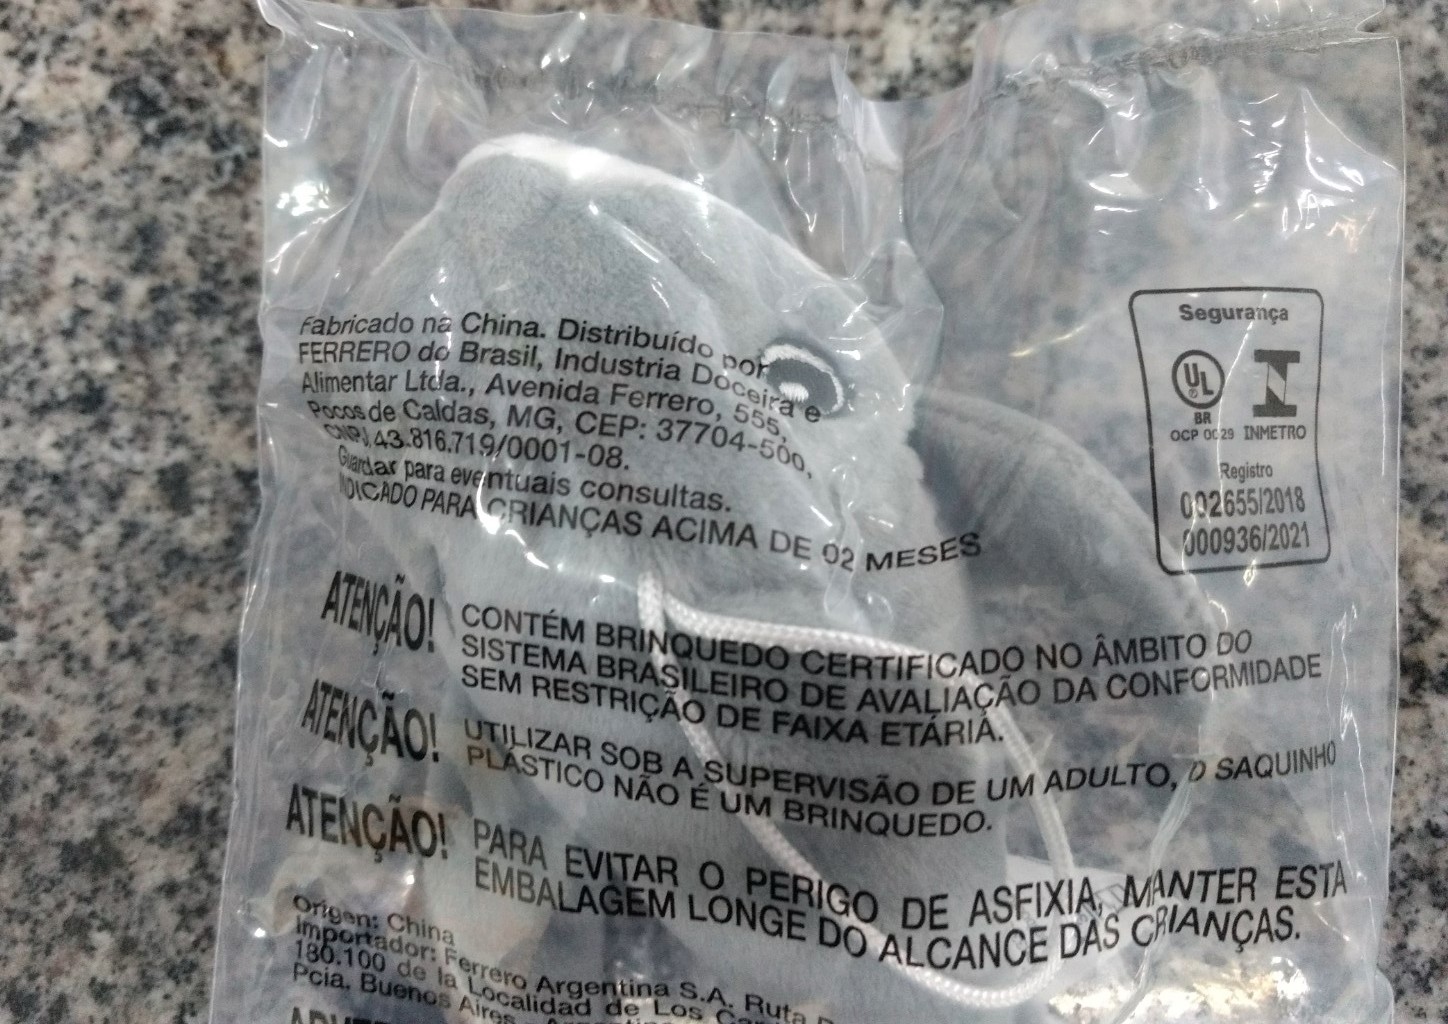 Fabricado na China. Distribuído por
FERRERO do Brasil, Industria Doceira e
Alimentar Ltda., Avenida Ferrero, 555,
Pocos de Caldas, MG, CEP: 37704-500,
CNPJ 43.816.719/0001-08.
Guardar para eventuais consultas.
INDICADO PARA CRIANÇAS ACIMA DE 02 MESES
Segurança
UL
BR
OCP 0029 INMETRO
Registro
002655/2018
000936/2021
ATENÇÃO! CONTÉM BRINQUEDO CERTIFICADO NO ÂMBITO DO
SISTEMA BRASILEIRO DE AVALIAÇÃO DA CONFORMIDADE
SEM RESTRIÇÃO DE FAIXA ETÁRIA.
ATENÇÃO! UTILIZAR SOB A SUPERVISÃO DE UM ADULTO, O SAQUINHO
PLÁSTICO NÃO É UM BRINQUEDO.
ATENÇÃO! PARA EVITAR O PERIGO DE ASFIXIA, MANTER ESTA
EMBALAGEM LONGE DO ALCANCE DAS CRIANÇAS.
Origen: China
Importador: Ferrero Argentina S.A. Ruta
180.100 de la Localidad de Los
Pcia. Buenos Aires -